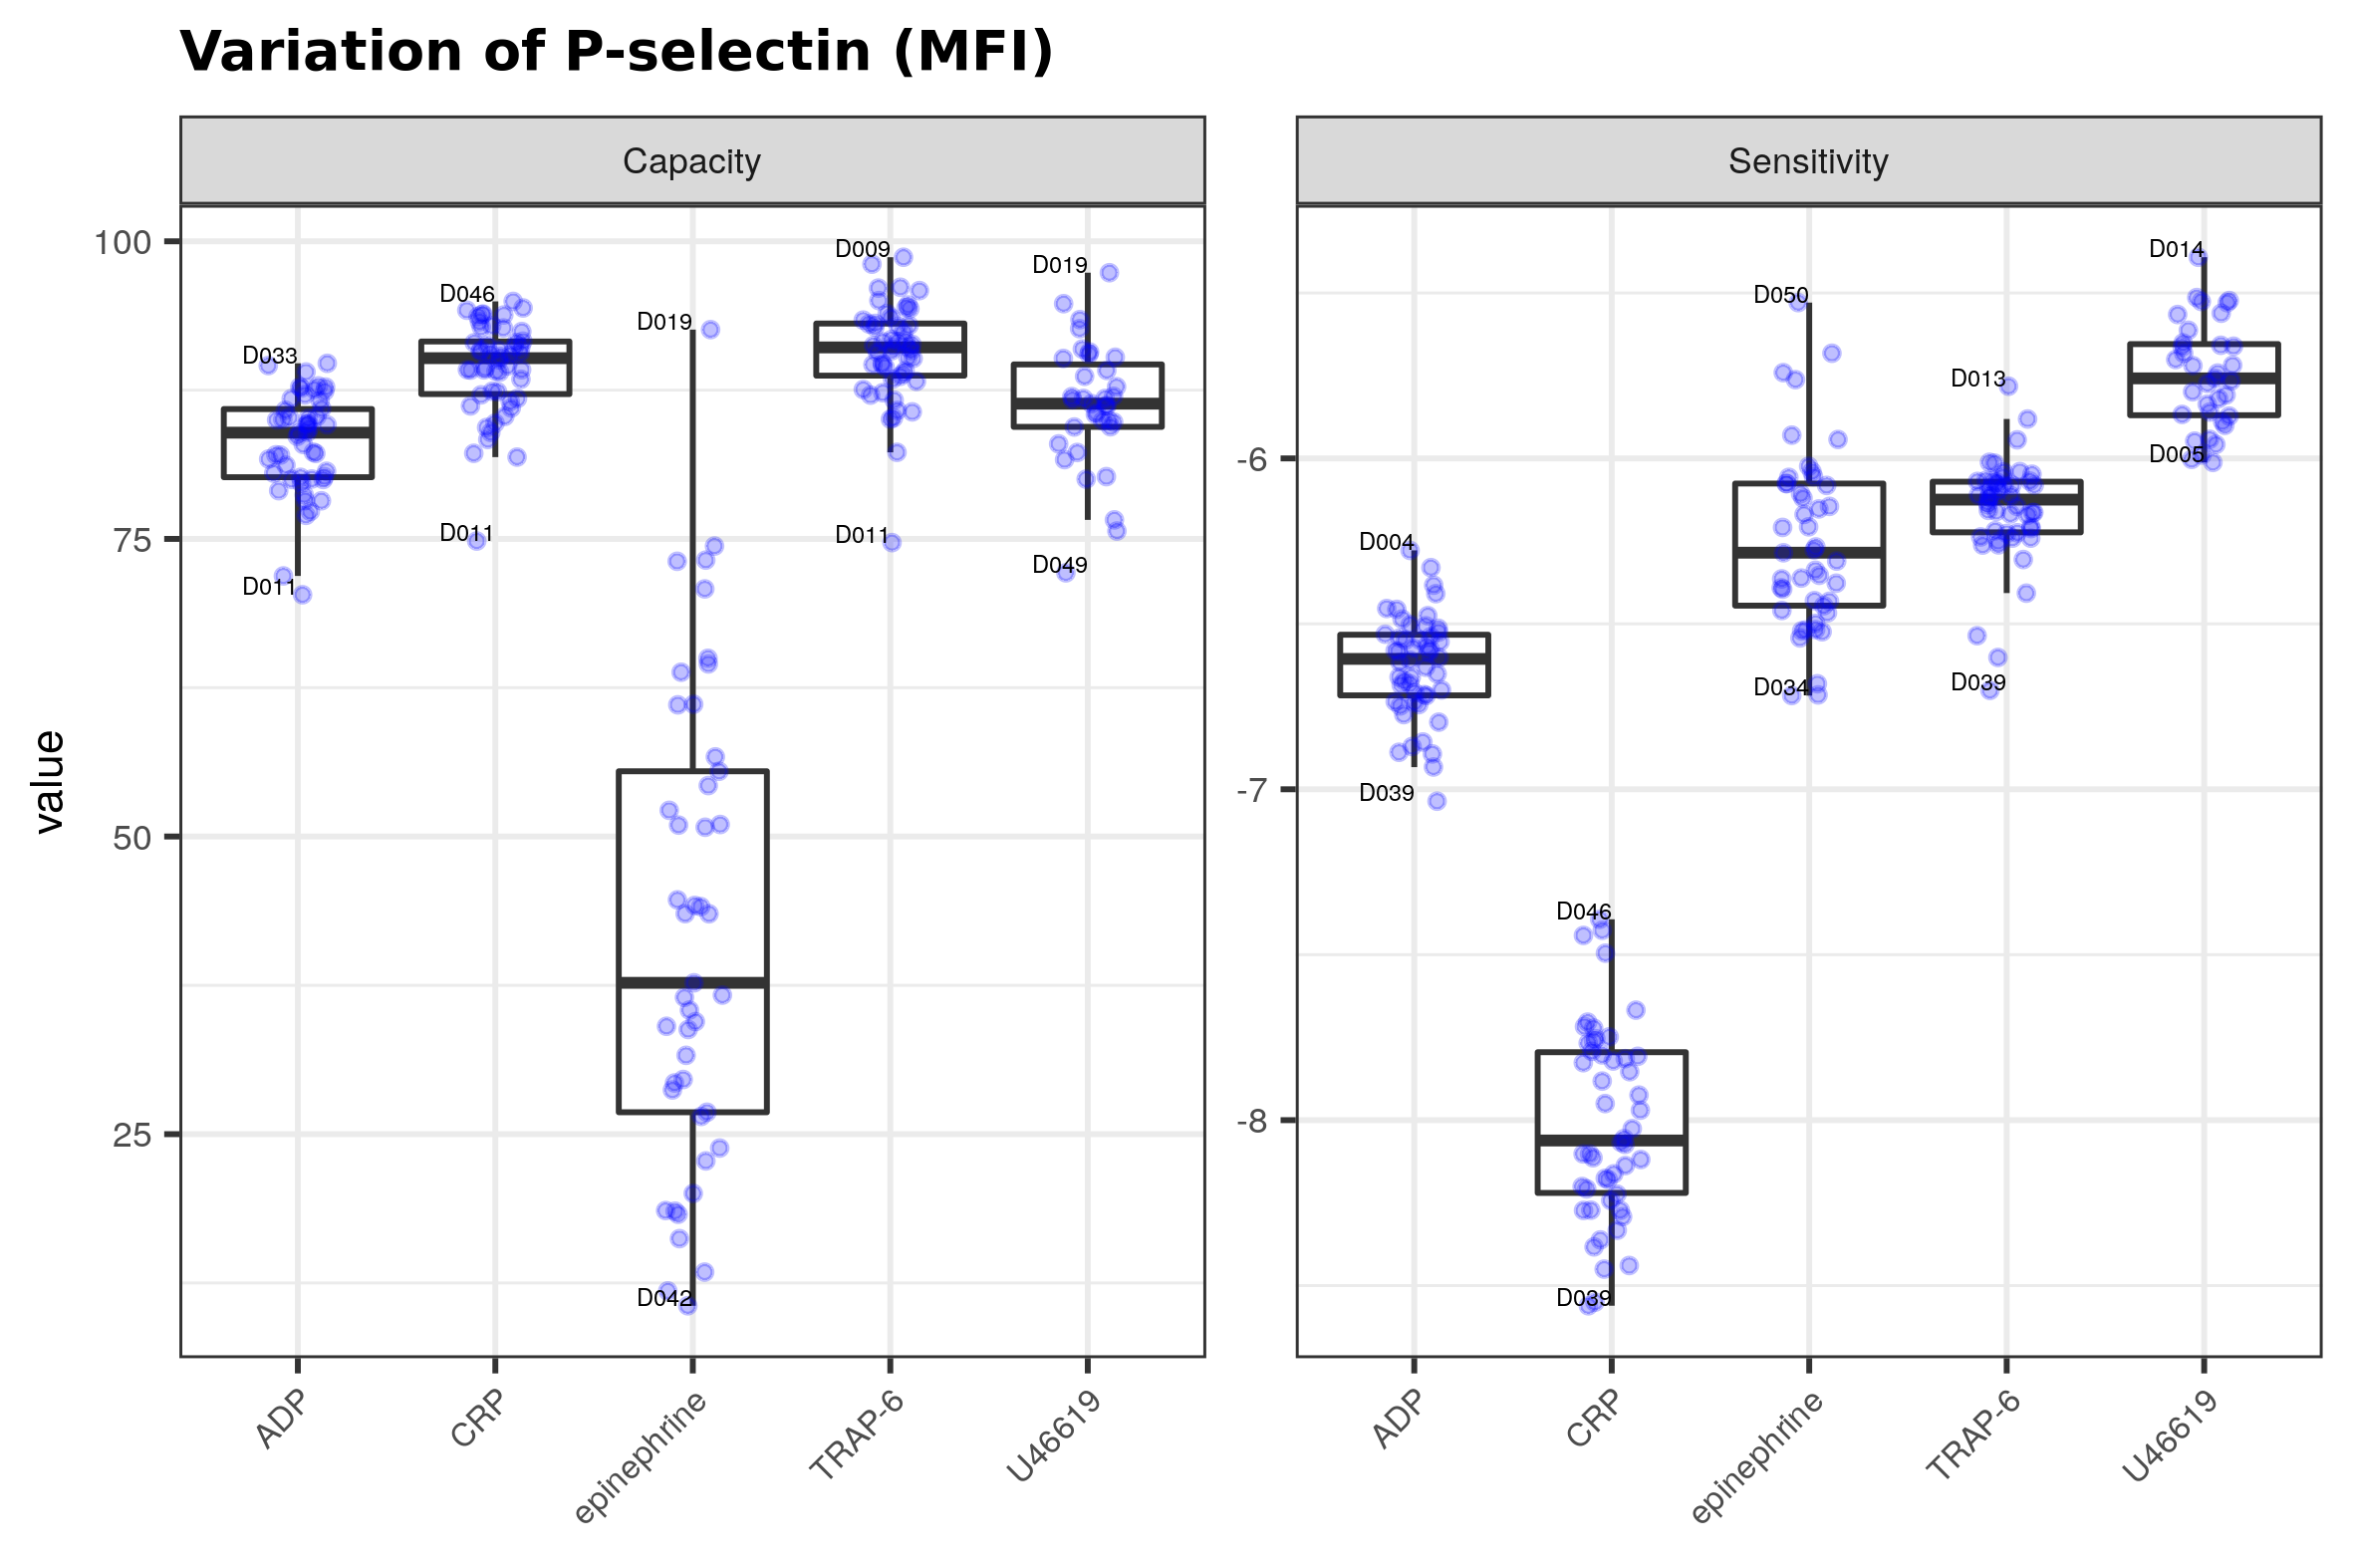 Variation of P-selectin (MFI)
Capacity
Sensitivity
value
100
75
50
25
D033
D011
D046
D011
D019
D042
D009
D011
D019
D049
ADP
CRP
epinephrine
TRAP-6
U46619
-6
-7
-8
D004
D039
D046
D039
D050
D034
D013
D039
D014
D005
ADP
CRP
epinephrine
TRAP-6
U46619